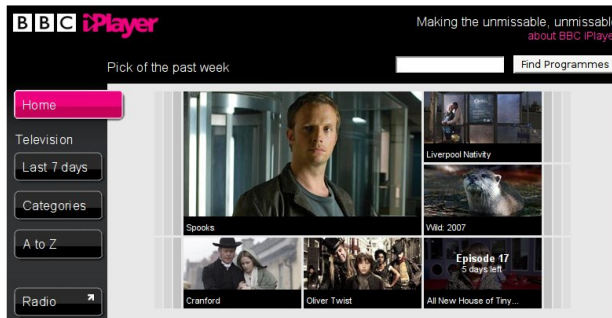 BBC iPlayer
Making the unmissable, unmissable
about BBC iPlaye
Pick of the past week
Find Programmes
Home
Television
Last 7 days
Categories
A to Z
Radio
Spooks
Liverpool Nativity
Wild: 2007
Cranford
Oliver Twist
Episode 17
5 days left
All New House of Tiny...